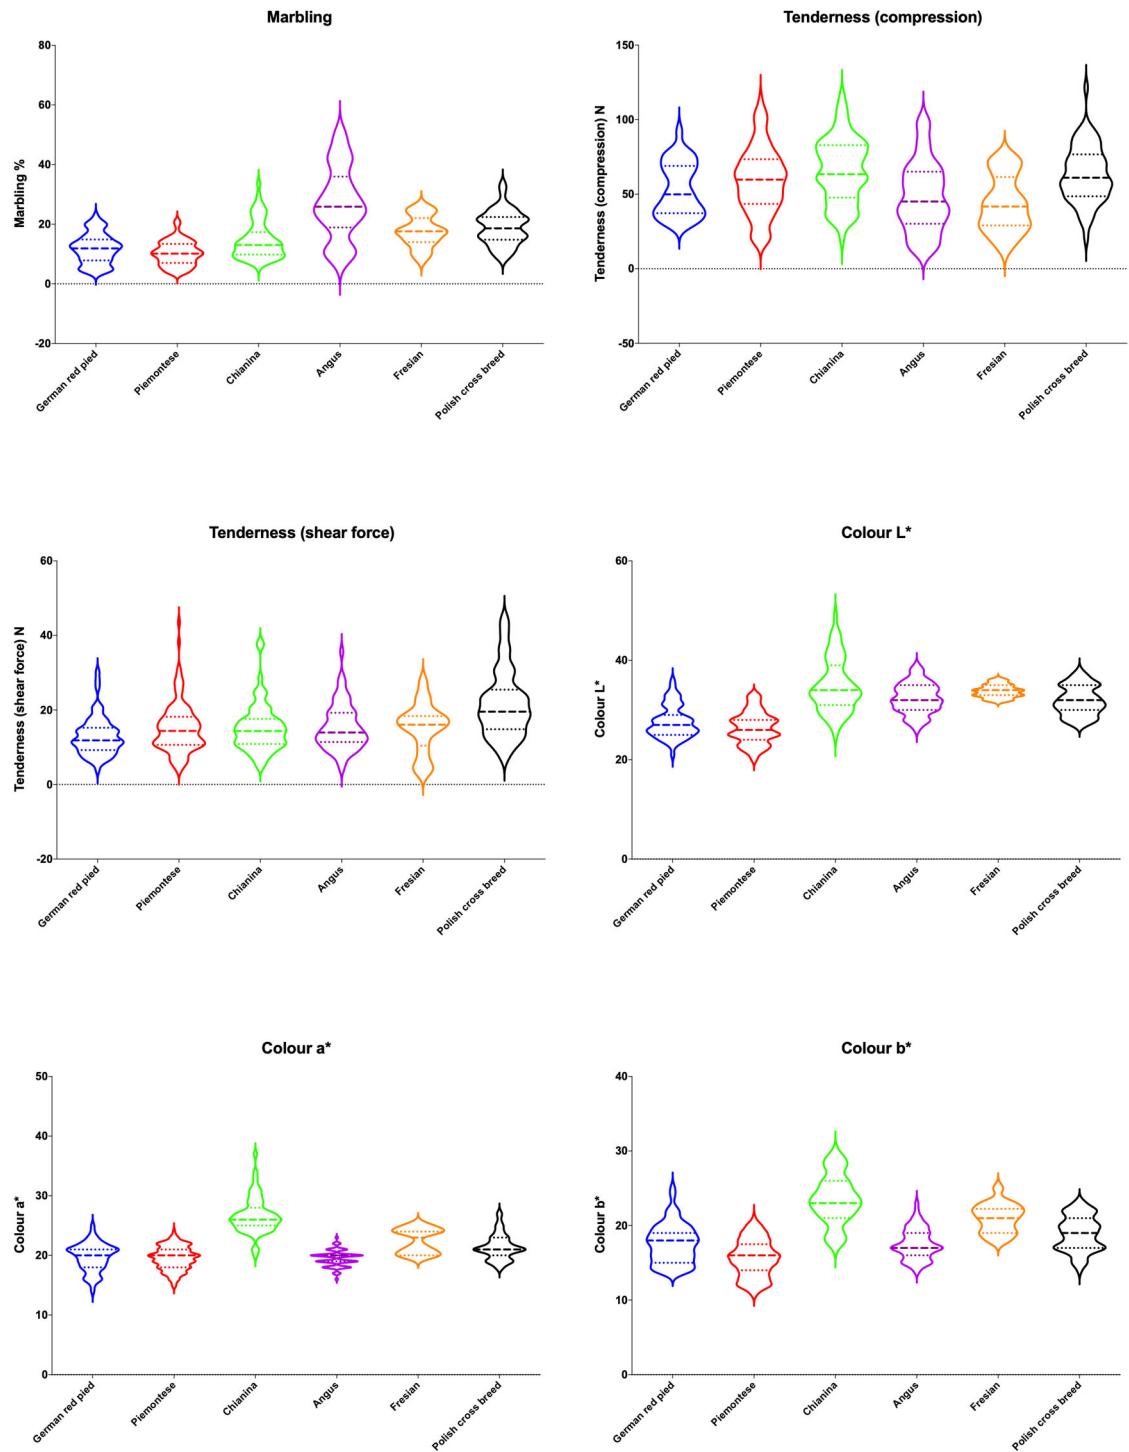 Marbling
Tenderness (compression)
Marbling %
80
60
40
20
0
-20
German red pied
Piemontese
Chianina
Angus
Fresian
Polish cross breed
Tenderness (compression) N
150
100
50
0
-50
German red pied
Piemontese
Chianina
Angus
Fresian
Polish cross breed
Tenderness (shear force)
Colour L*
Tenderness (shear force) N
60
40
20
0
-20
German red pied
Piemontese
Chianina
Angus
Fresian
Polish cross breed
Colour L*
60
40
20
0
German red pied
Piemontese
Chianina
Angus
Fresian
Polish cross breed
Colour a*
Colour b*
Colour a*
50
40
30
20
10
0
German red pied
Piemontese
Chianina
Angus
Fresian
Polish cross breed
Colour b*
40
30
20
10
0
German red pied
Piemontese
Chianina
Angus
Fresian
Polish cross breed